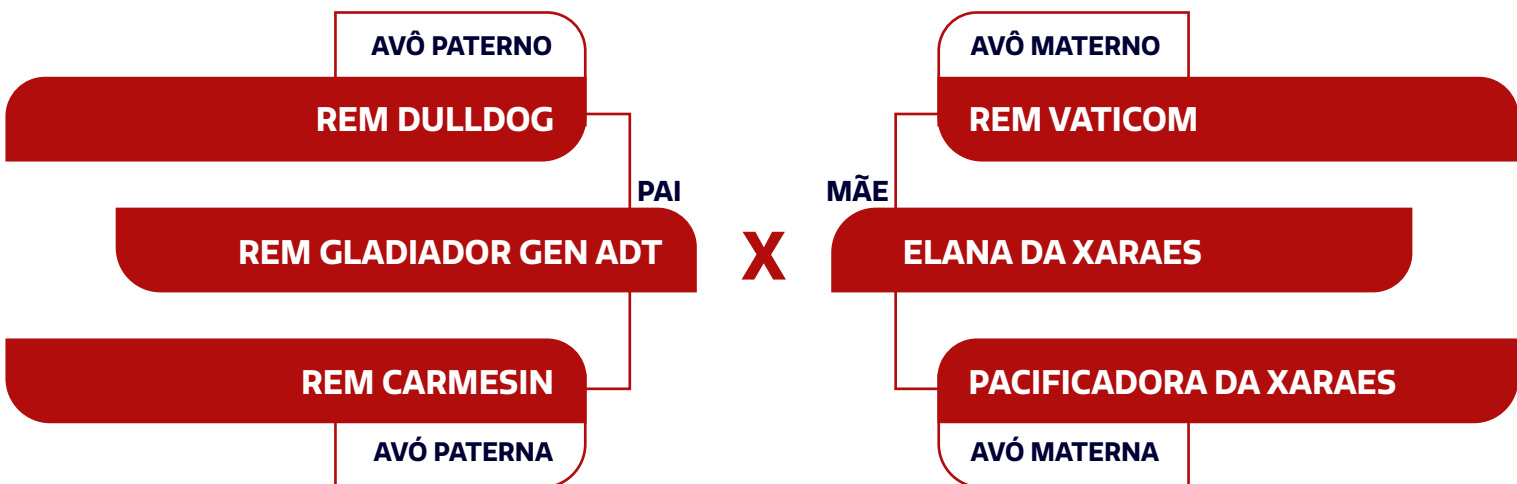 AVÔ PATERNO
REM DULLDOG
PAI
REM GLADIADOR GEN ADT
REM CARMESIN
AVÓ PATERNA
X
AVÔ MATERNO
REM VATICOM
MÃE
ELANA DA XARAES
PACIFICADORA DA XARAES
AVÓ MATERNA